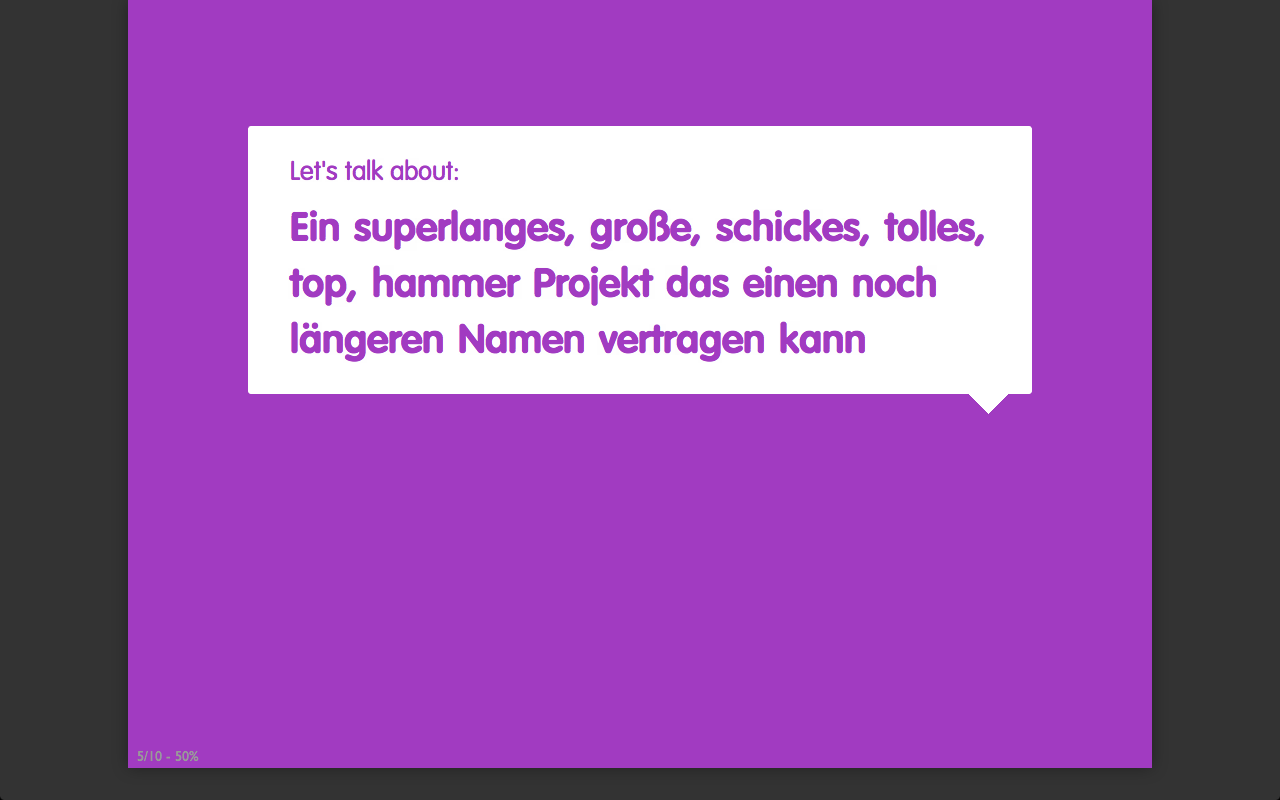 Let's talk about:
Ein superlanges, große, schickes, tolles,
top, hammer Projekt das einen noch
längeren Namen vertragen kann
5/10 - 50%